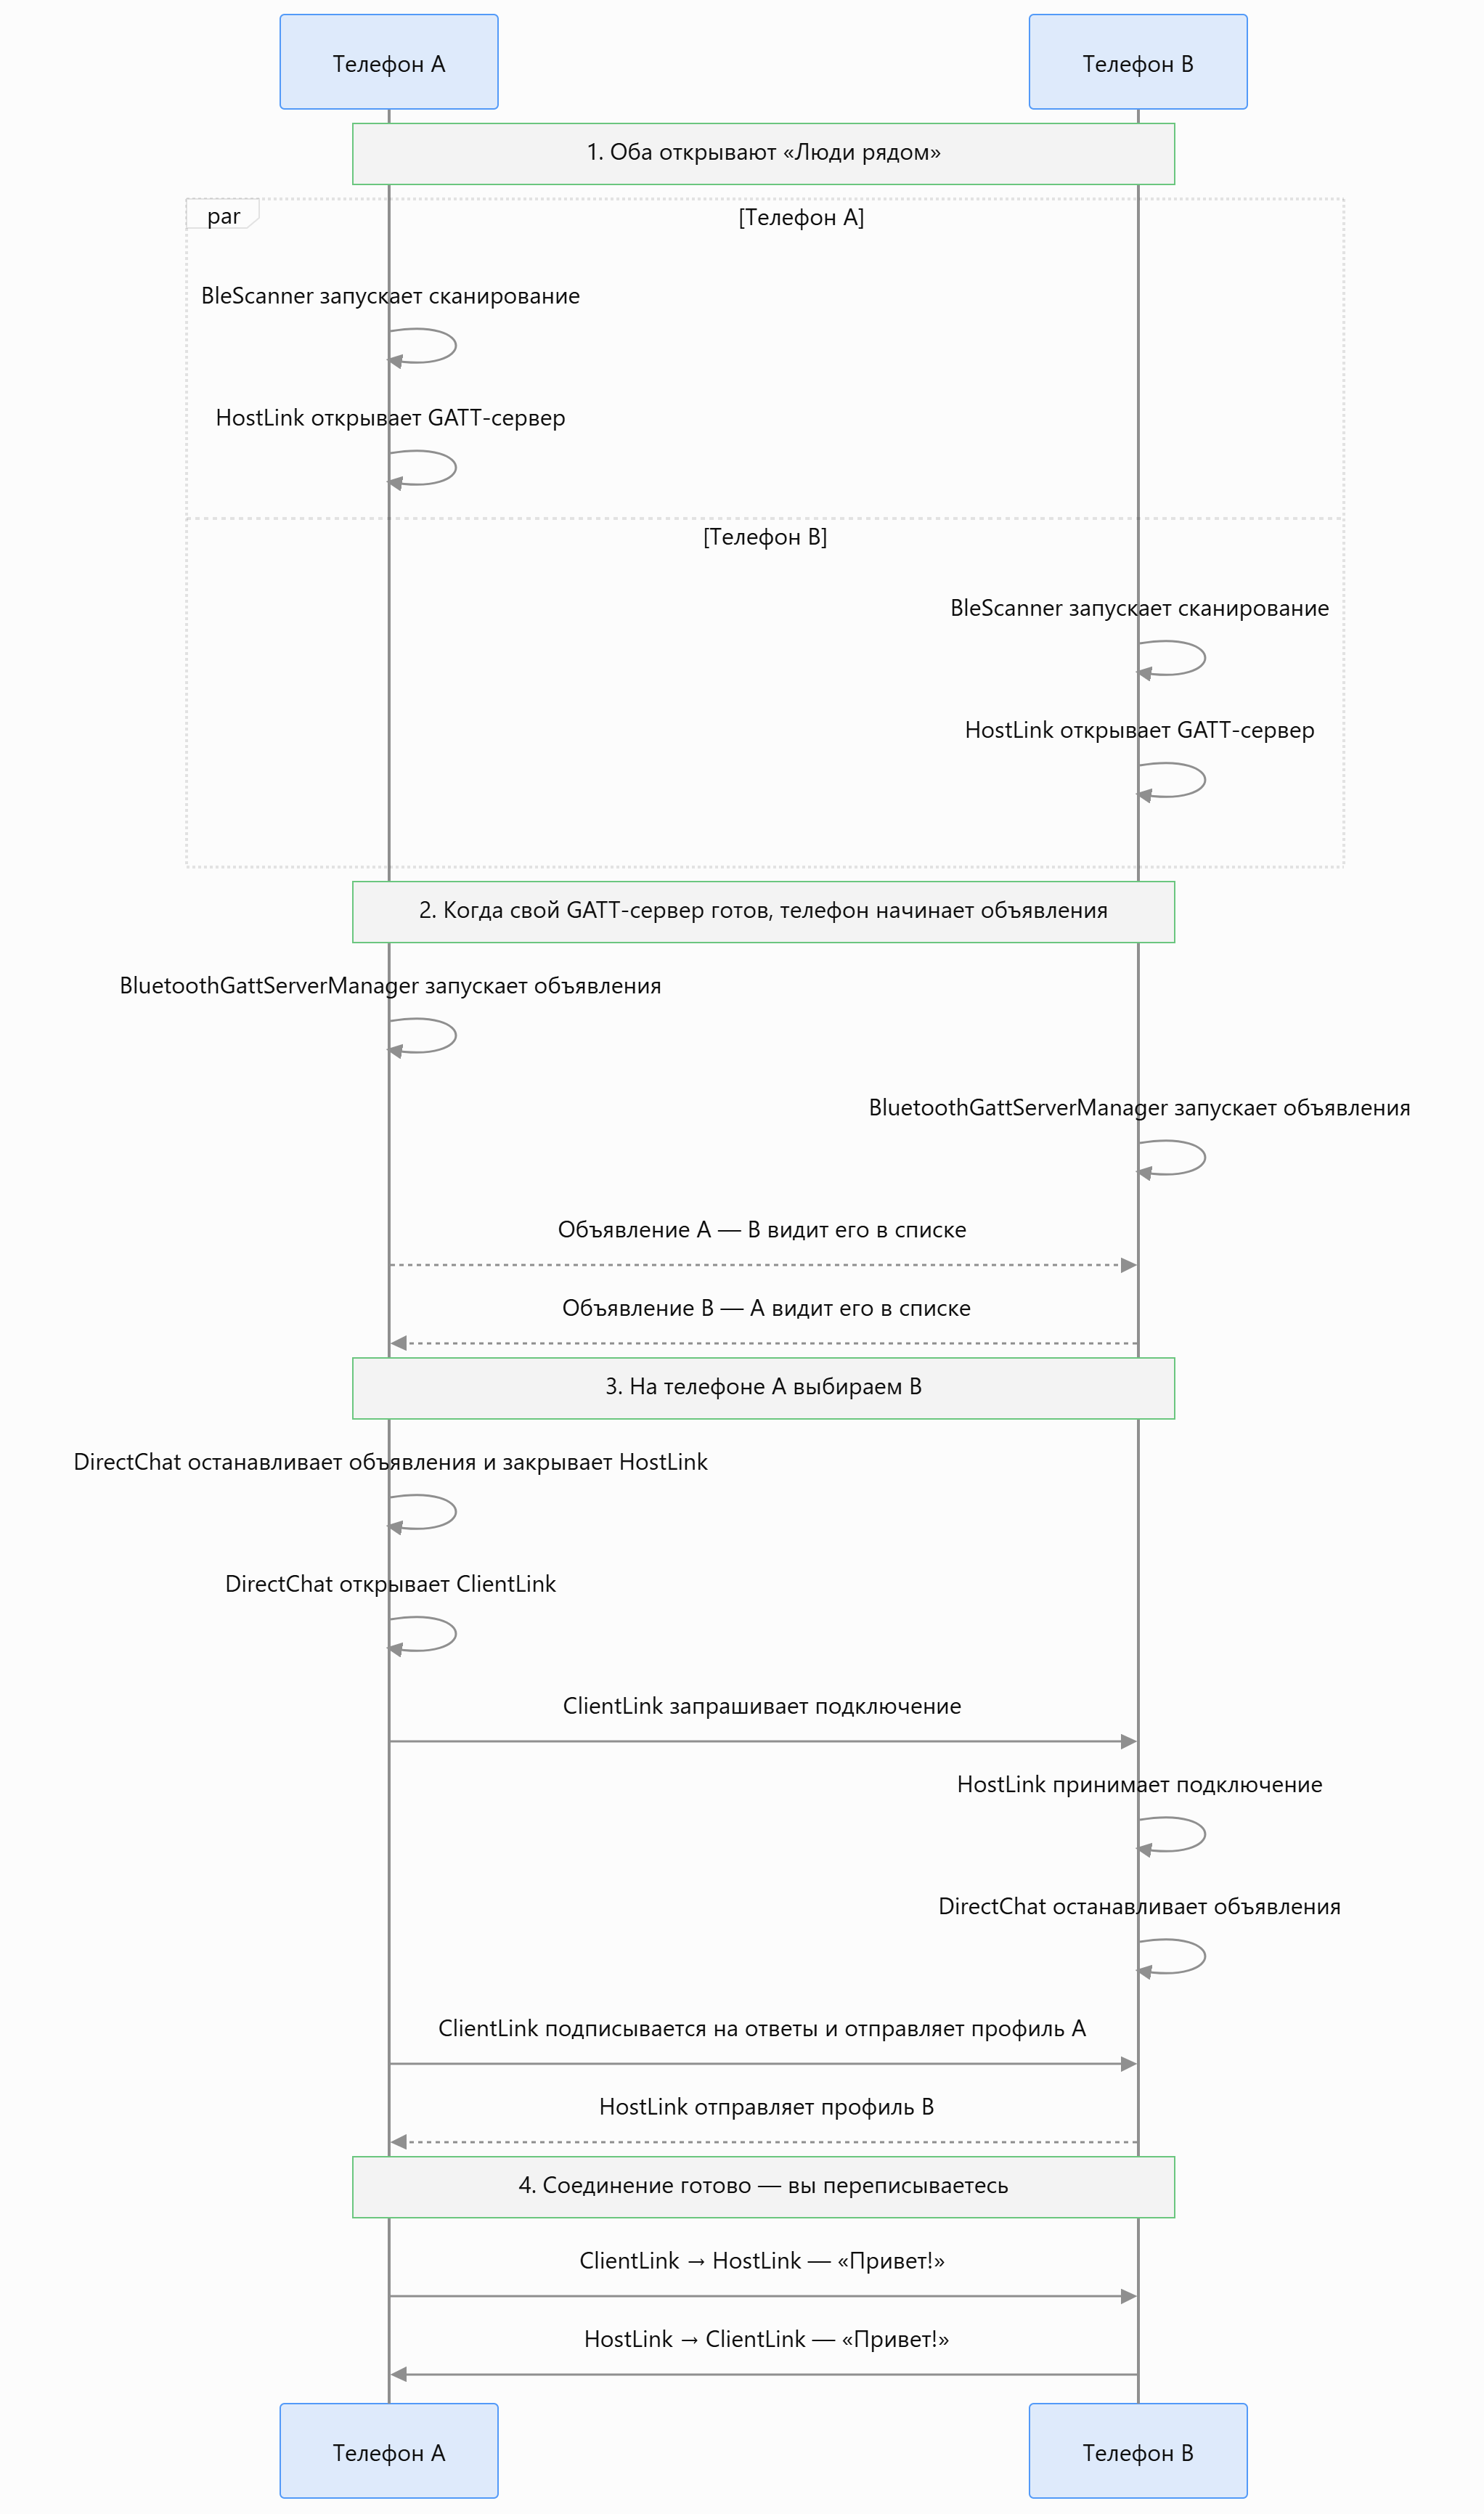 Телефон A
Телефон B
1. Оба открывают «Люди рядом»
par
[Телефон A]
BleScanner запускает сканирование
HostLink открывает GATT-сервер
[Телефон B]
BleScanner запускает сканирование
HostLink открывает GATT-сервер
2. Когда свой GATT-сервер готов, телефон начинает объявления
BluetoothGattServerManager запускает объявления
BluetoothGattServerManager запускает объявления
Объявление A — B видит его в списке
Объявление B — A видит его в списке
3. На телефоне A выбираем B
DirectChat останавливает объявления и закрывает HostLink
DirectChat открывает ClientLink
ClientLink запрашивает подключение
HostLink принимает подключение
DirectChat останавливает объявления
ClientLink подписывается на ответы и отправляет профиль A
HostLink отправляет профиль B
4. Соединение готово — вы переписываетесь
ClientLink → HostLink — «Привет!»
HostLink → ClientLink — «Привет!»
Телефон A
Телефон B